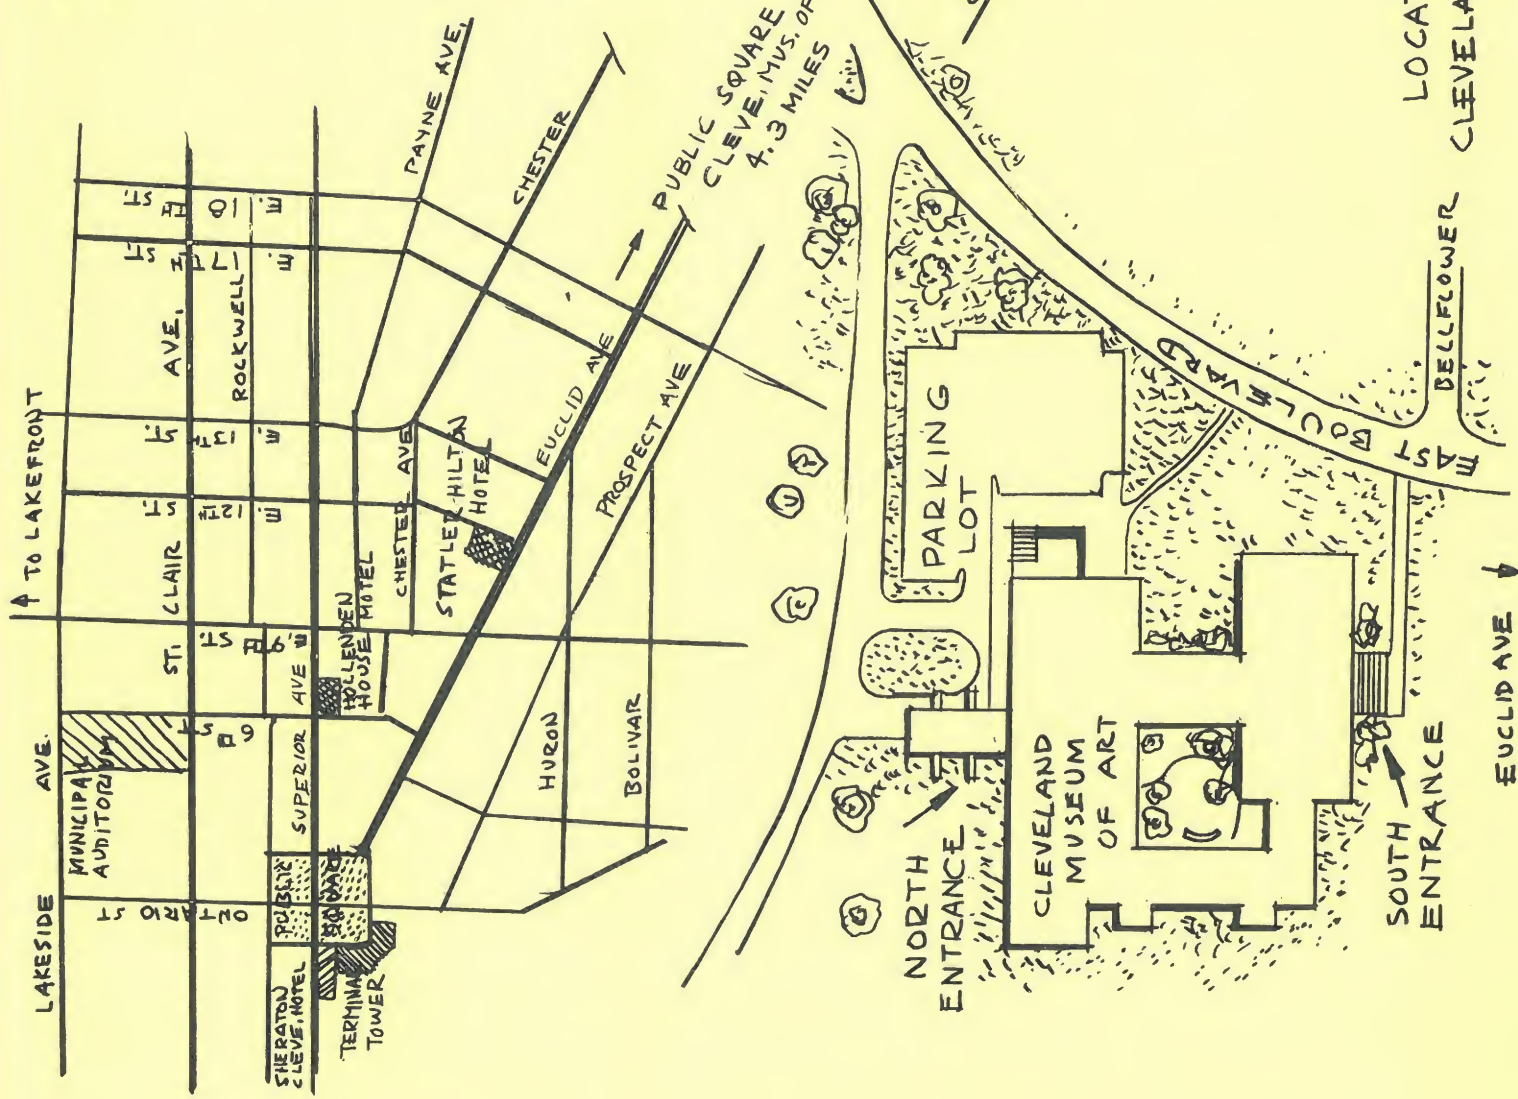 ↑ TO LAKEFRONT
LAKESIDE AVE.
MUNICIPAL
AUDITORIUM
ST. CLAIR AVE.
ROCKWELL
SUPERIOR AVE
ONTARIO ST
6TH ST
E. 9TH ST.
E. 12TH ST.
E. 13TH ST.
E. 17TH ST.
E. 18TH ST.
PAYNE AVE.
CHESTER
CHESTER AVE
PUBLIC
SQUARE
SHERATON
CLEVE. HOTEL
TERMINAL
TOWER
HOLLENDEN
HOUSE MOTEL
STATLER-HILTON
HOTEL
EUCLID AVE
PROSPECT AVE
HURON
BOLIVAR
PUBLIC SQUARE
CLEVE. MUS. OF
4.3 MILES
PARKING
LOT
EAST BOULEVARD
BELLFLOWER
NORTH
ENTRANCE
CLEVELAND
MUSEUM
OF ART
SOUTH
ENTRANCE
EUCLID AVE
LOCAT
CLEVELA